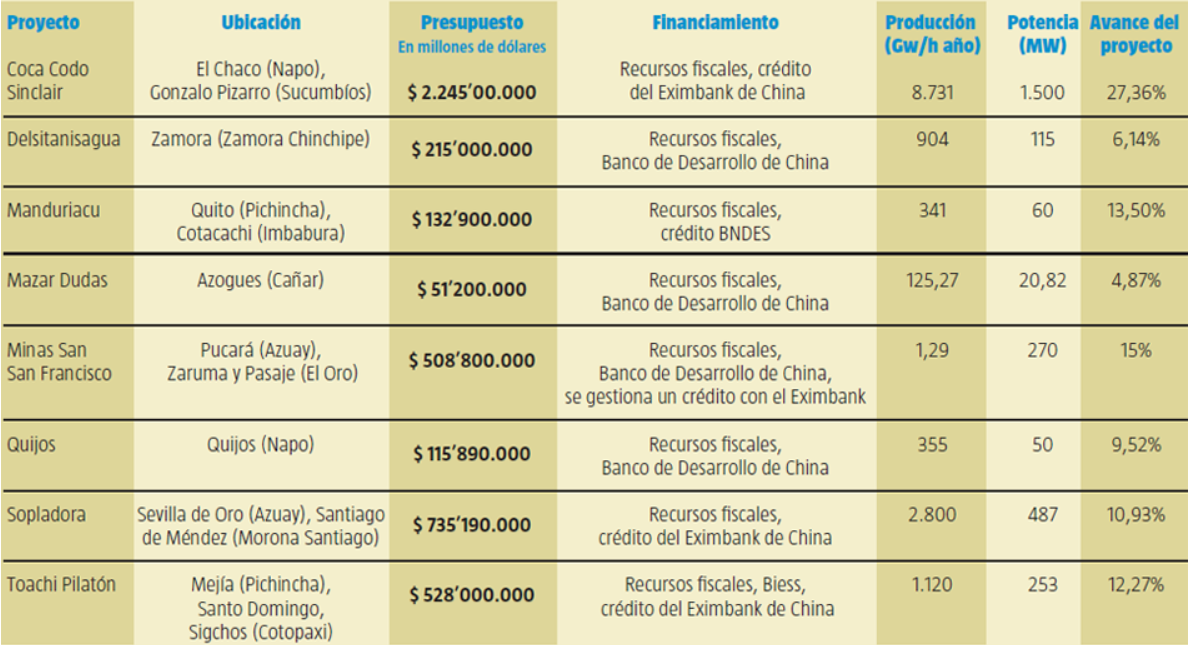 Proyecto
Ubicación
Presupuesto
En millones de dólares
Financiamiento
Producción
(Gw/h año)
Potencia
(MW)
Avance del
proyecto
Coca Codo
Sinclair
El Chaco (Napo),
Gonzalo Pizarro (Sucumbíos)
$ 2.245’00.000
Recursos fiscales, crédito
del Eximbank de China
8.731
1.500
27,36%
Delsitanisagua
Zamora (Zamora Chinchipe)
$ 215’000.000
Recursos fiscales,
Banco de Desarrollo de China
904
115
6,14%
Manduriacu
Quito (Pichincha),
Cotacachi (Imbabura)
$ 132’900.000
Recursos fiscales,
crédito BNDES
341
60
13,50%
Mazar Dudas
Azogues (Cañar)
$ 51’200.000
Recursos fiscales,
Banco de Desarrollo de China
125,27
20,82
4,87%
Minas San
San Francisco
Pucará (Azuay),
Zaruma y Pasaje (El Oro)
$ 508’800.000
Recursos fiscales,
Banco de Desarrollo de China,
se gestiona un crédito con el Eximbank
1,29
270
15%
Quijos
Quijos (Napo)
$ 115’890.000
Recursos fiscales,
Banco de Desarrollo de China
355
50
9,52%
Sopladora
Sevilla de Oro (Azuay), Santiago
de Méndez (Morona Santiago)
$ 735’190.000
Recursos fiscales,
crédito del Eximbank de China
2.800
487
10,93%
Toachi Pilatón
Mejía (Pichincha),
Santo Domingo,
Sigchos (Cotopaxi)
$ 528’000.000
Recursos fiscales, Biess,
crédito del Eximbank de China
1.120
253
12,27%